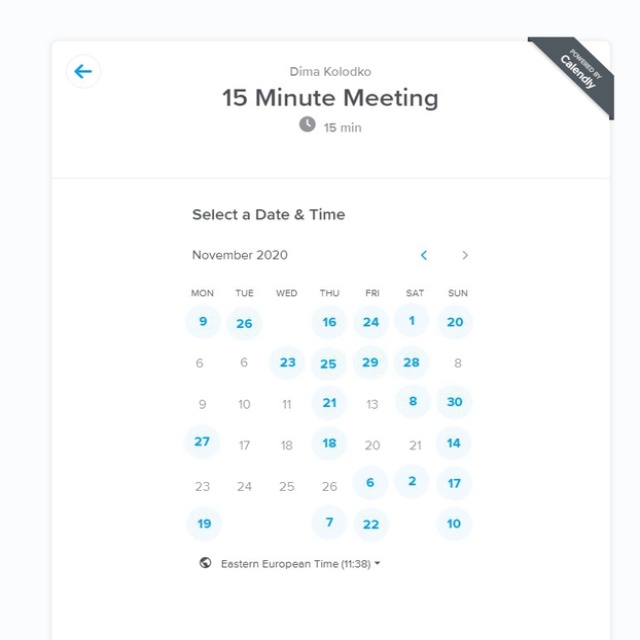 POWERED BY
Calendly
Dima Kolodko
15 Minute Meeting
15 min
Select a Date & Time
November 2020
MON TUE WED THU FRI SAT SUN
9 26 16 24 1 20
6 6 23 25 29 28 8
9 10 11 21 13 8 30
27 17 18 18 20 21 14
23 24 25 26 6 2 17
19 7 22 10
Eastern European Time (11:38)